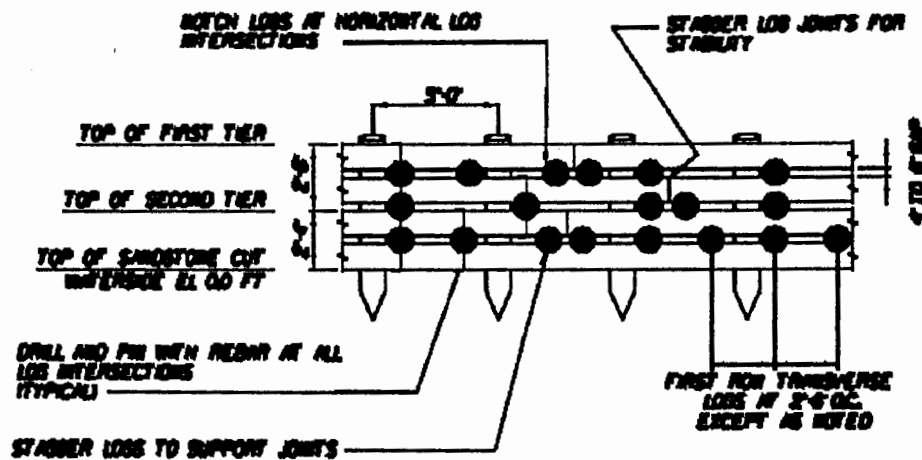 NOTCH LOGS AT HORIZONTAL LOG
INTERSECTIONS
STAGGER LOG JOINTS FOR
STABILITY
5'-0"
TOP OF FIRST TIER
TOP OF SECOND TIER
TOP OF SANDSTONE CUT
WATERSIDE EL 0.0 FT
DRILL AND PIN WITH REBAR AT ALL
LOG INTERSECTIONS
(TYPICAL)
FIRST ROW TRANSVERSE
LOGS AT 2'-6" O.C.
EXCEPT AS NOTED
STAGGER LOGS TO SUPPORT JOINTS